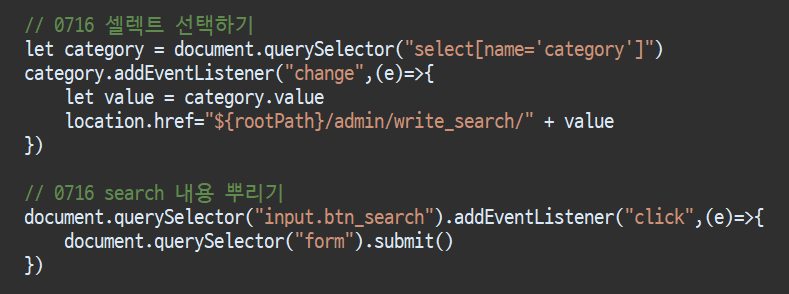 // 0716 셀렉트 선택하기
let category = document.querySelector("select[name='category']")
category.addEventListener("change",(e)=>{
    let value = category.value
    location.href="${rootPath}/admin/write_search/" + value
})

// 0716 search 내용 뿌리기
document.querySelector("input.btn_search").addEventListener("click",(e)=>{
    document.querySelector("form").submit()
})